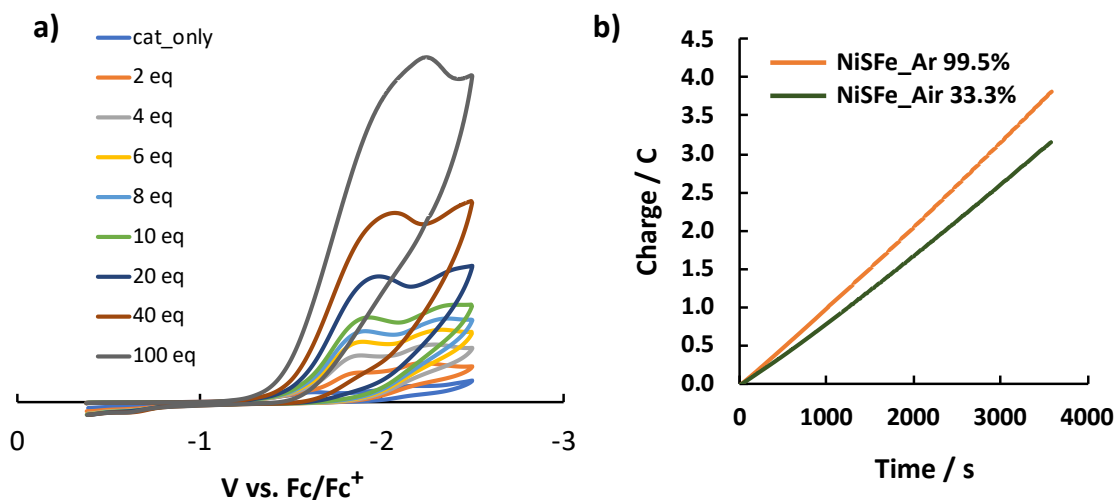 a)
cat_only
2 eq
4 eq
6 eq
8 eq
10 eq
20 eq
40 eq
100 eq
0
-1
-2
-3
V vs. Fc/Fc⁺
b)
4.5
4.0
3.5
3.0
2.5
2.0
1.5
1.0
0.5
0.0
Charge / C
NiSFe_Ar 99.5%
NiSFe_Air 33.3%
0
1000
2000
3000
4000
Time / s